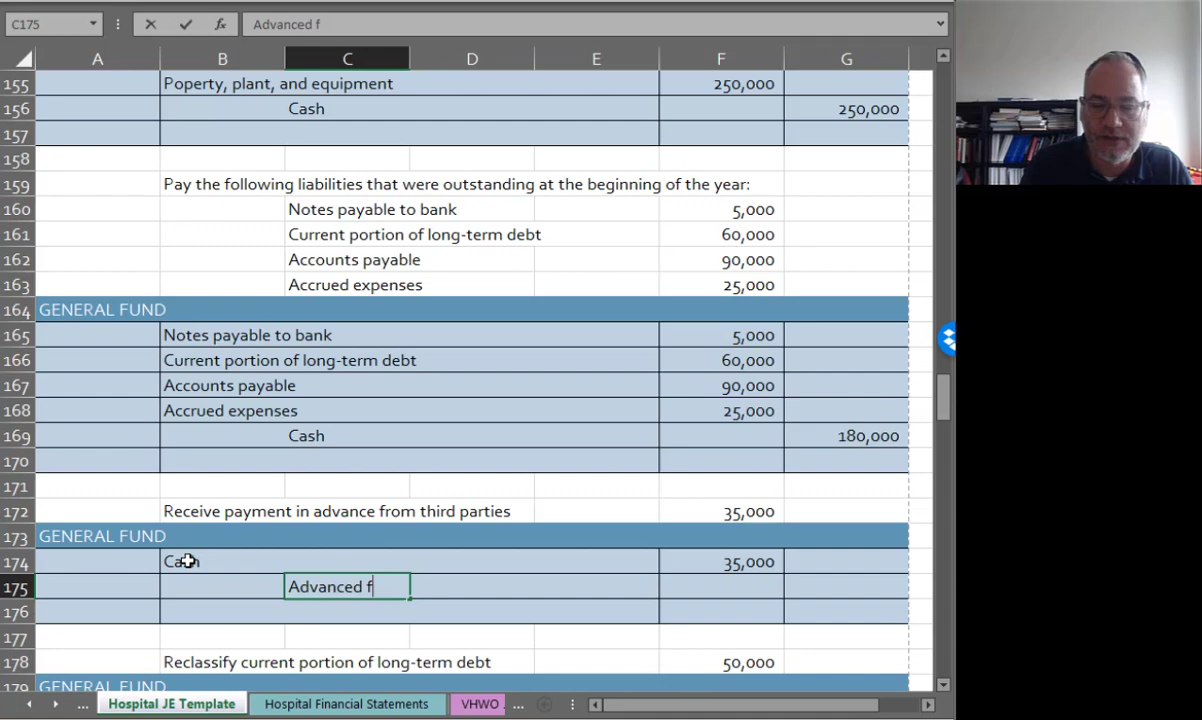 C175 fx Advanced f
A B C D E F G
155 Poperty, plant, and equipment 250,000
156 Cash 250,000
157
158
159 Pay the following liabilities that were outstanding at the beginning of the year:
160 Notes payable to bank 5,000
161 Current portion of long-term debt 60,000
162 Accounts payable 90,000
163 Accrued expenses 25,000
164 GENERAL FUND
165 Notes payable to bank 5,000
166 Current portion of long-term debt 60,000
167 Accounts payable 90,000
168 Accrued expenses 25,000
169 Cash 180,000
170
171
172 Receive payment in advance from third parties 35,000
173 GENERAL FUND
174 Cash 35,000
175 Advanced f
176
177
178 Reclassify current portion of long-term debt 50,000
179 GENERAL FUND
... Hospital JE Template Hospital Financial Statements VHWO ...